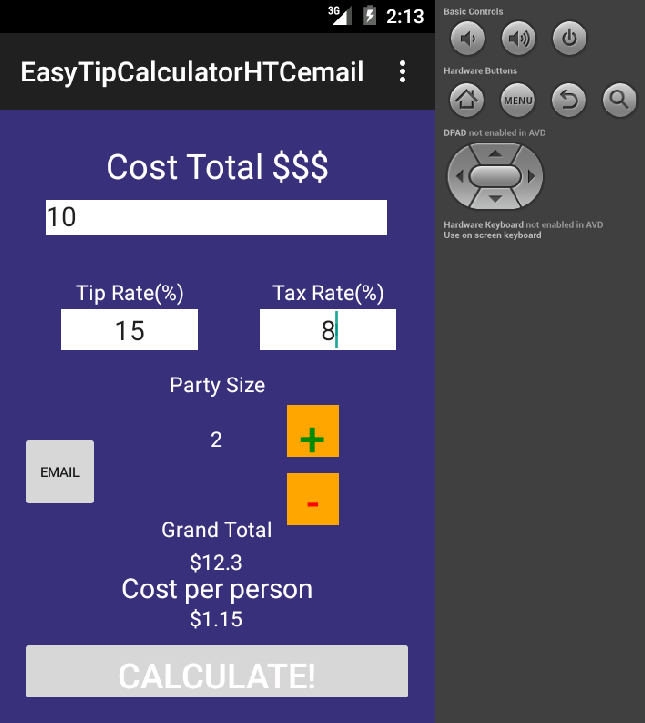 3G 2:13
EasyTipCalculatorHTCemail
Cost Total $$$
10
Tip Rate(%) Tax Rate(%)
15 8
Party Size
2 +
EMAIL
-
Grand Total
$12.3
Cost per person
$1.15
CALCULATE!
Basic Controls
Hardware Buttons
MENU
DPAD not enabled in AVD
Hardware Keyboard not enabled in AVD
Use on screen keyboard